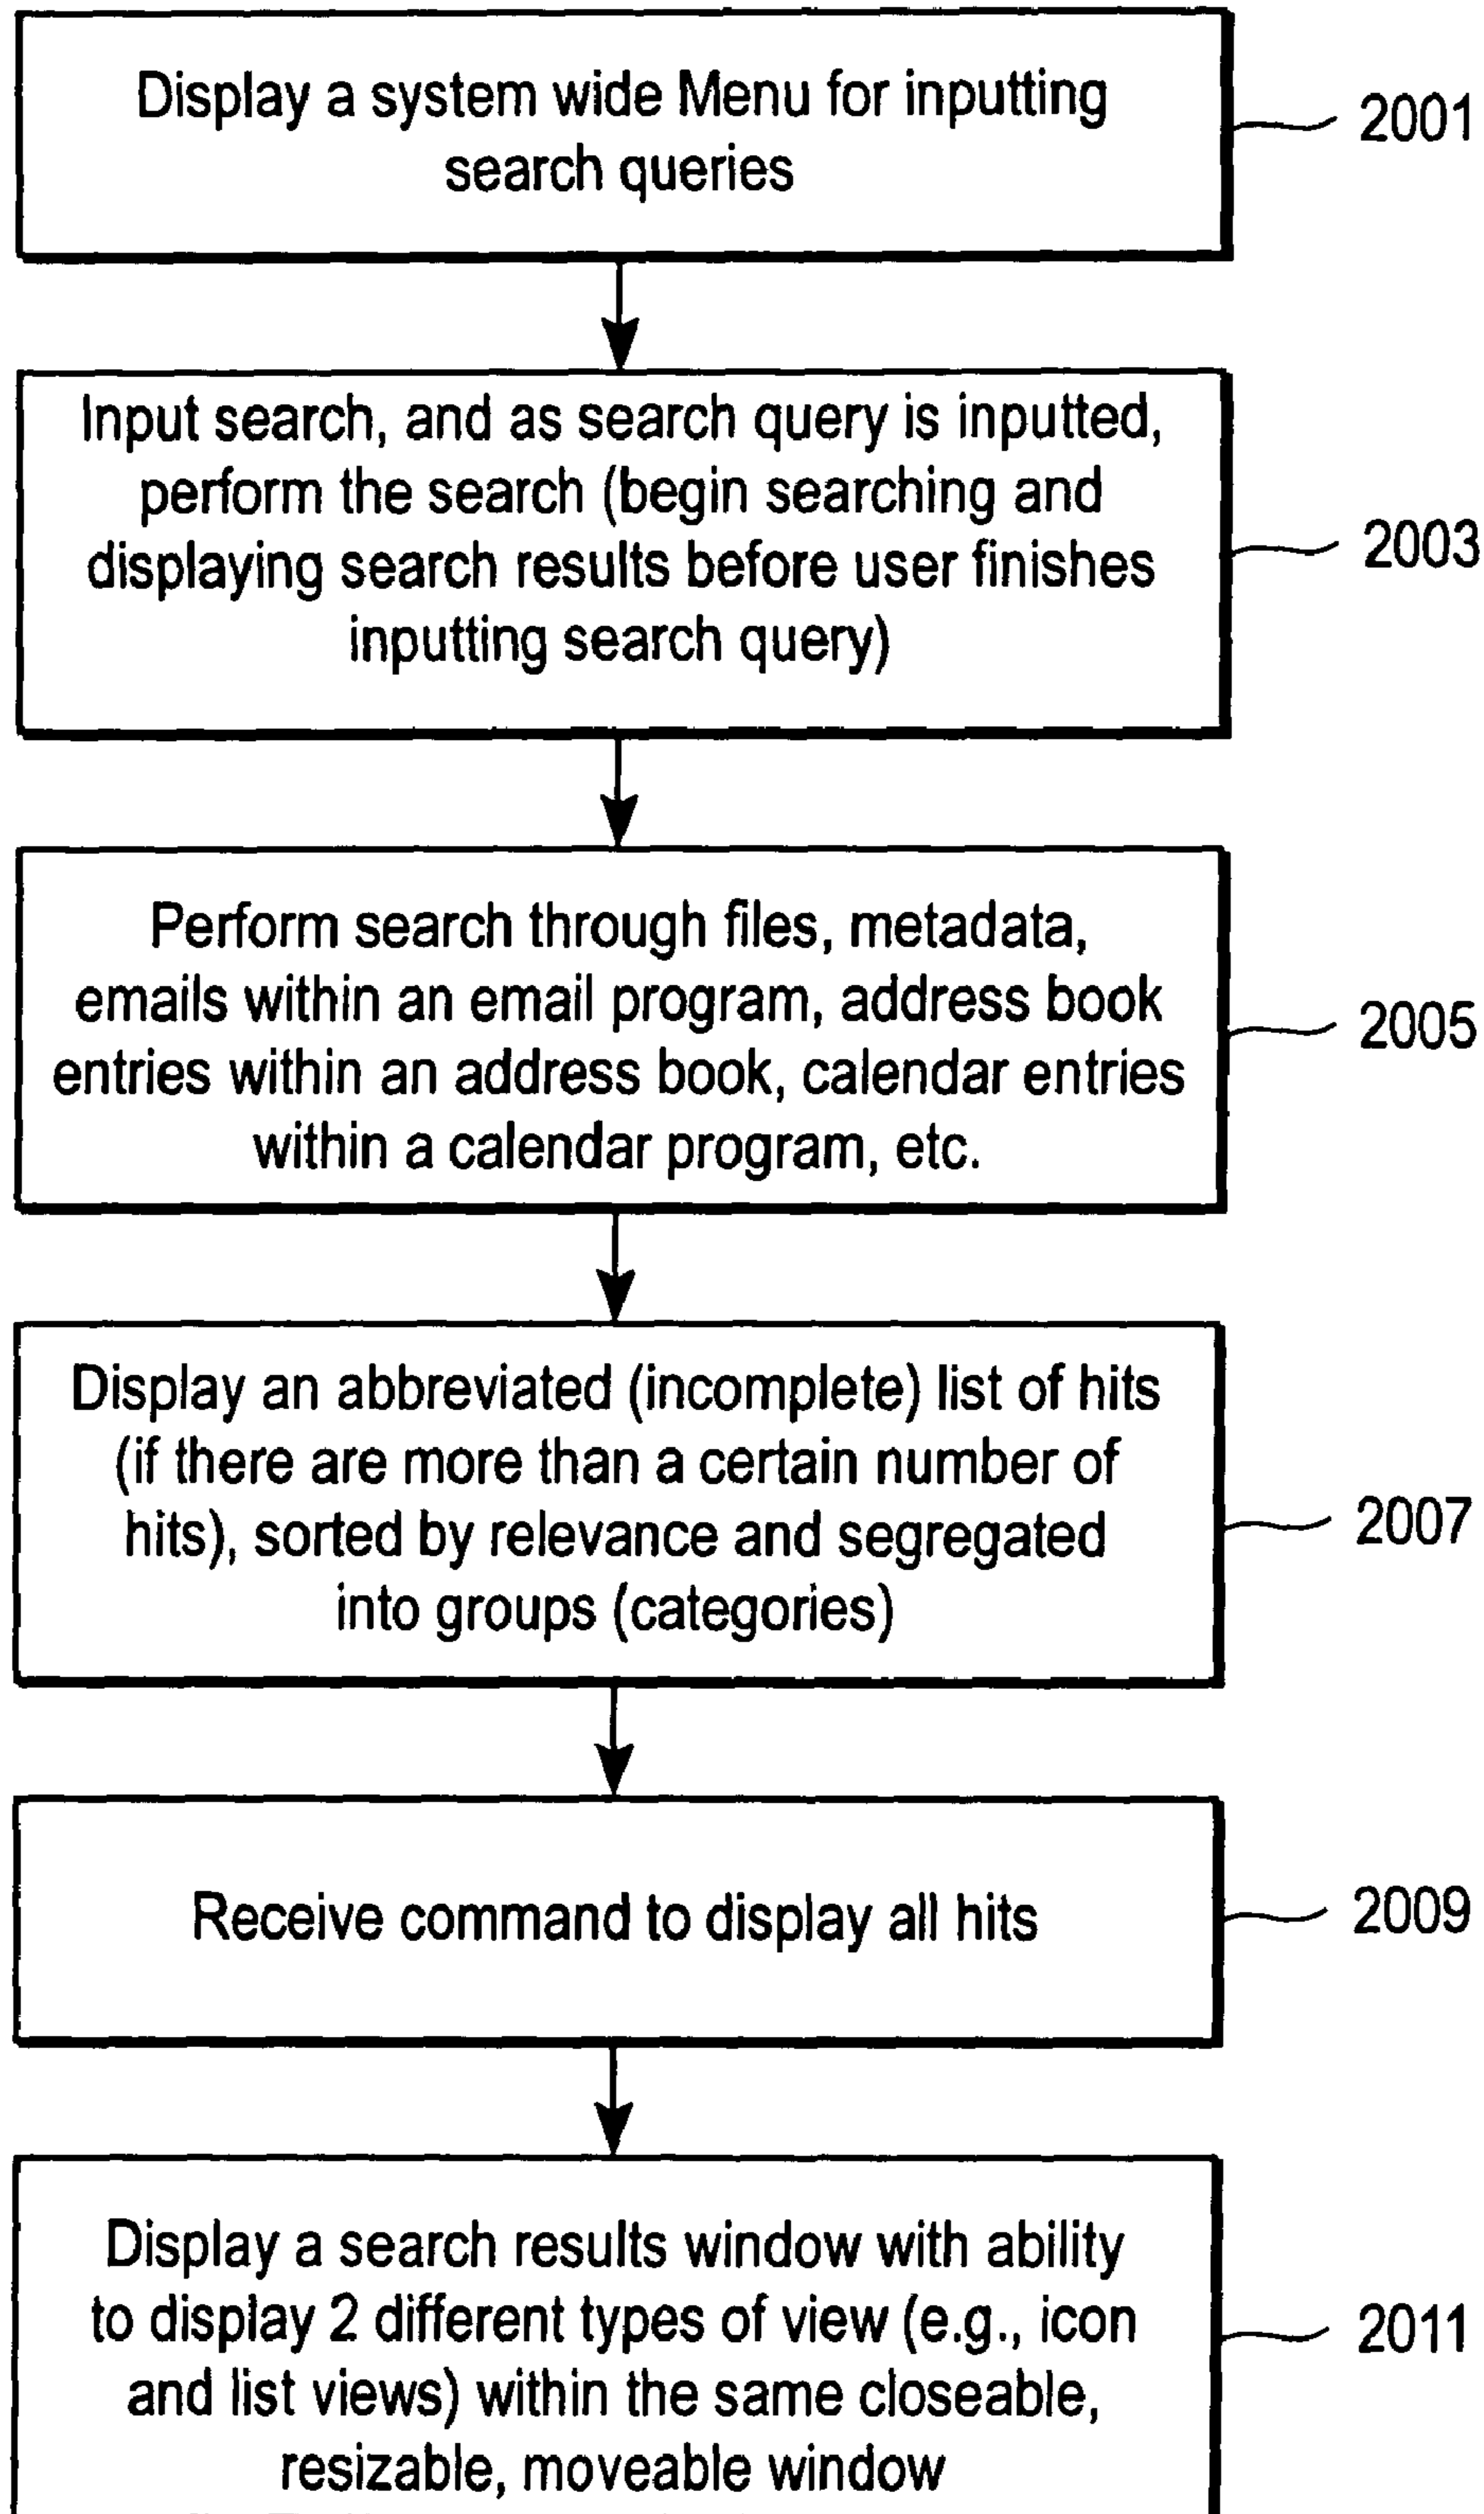 Display a system wide Menu for inputting
search queries
2001
Input search, and as search query is inputted,
perform the search (begin searching and
displaying search results before user finishes
inputting search query)
2003
Perform search through files, metadata,
emails within an email program, address book
entries within an address book, calendar entries
within a calendar program, etc.
2005
Display an abbreviated (incomplete) list of hits
(if there are more than a certain number of
hits), sorted by relevance and segregated
into groups (categories)
2007
Receive command to display all hits
2009
Display a search results window with ability
to display 2 different types of view (e.g., icon
and list views) within the same closeable,
resizable, moveable window
2011